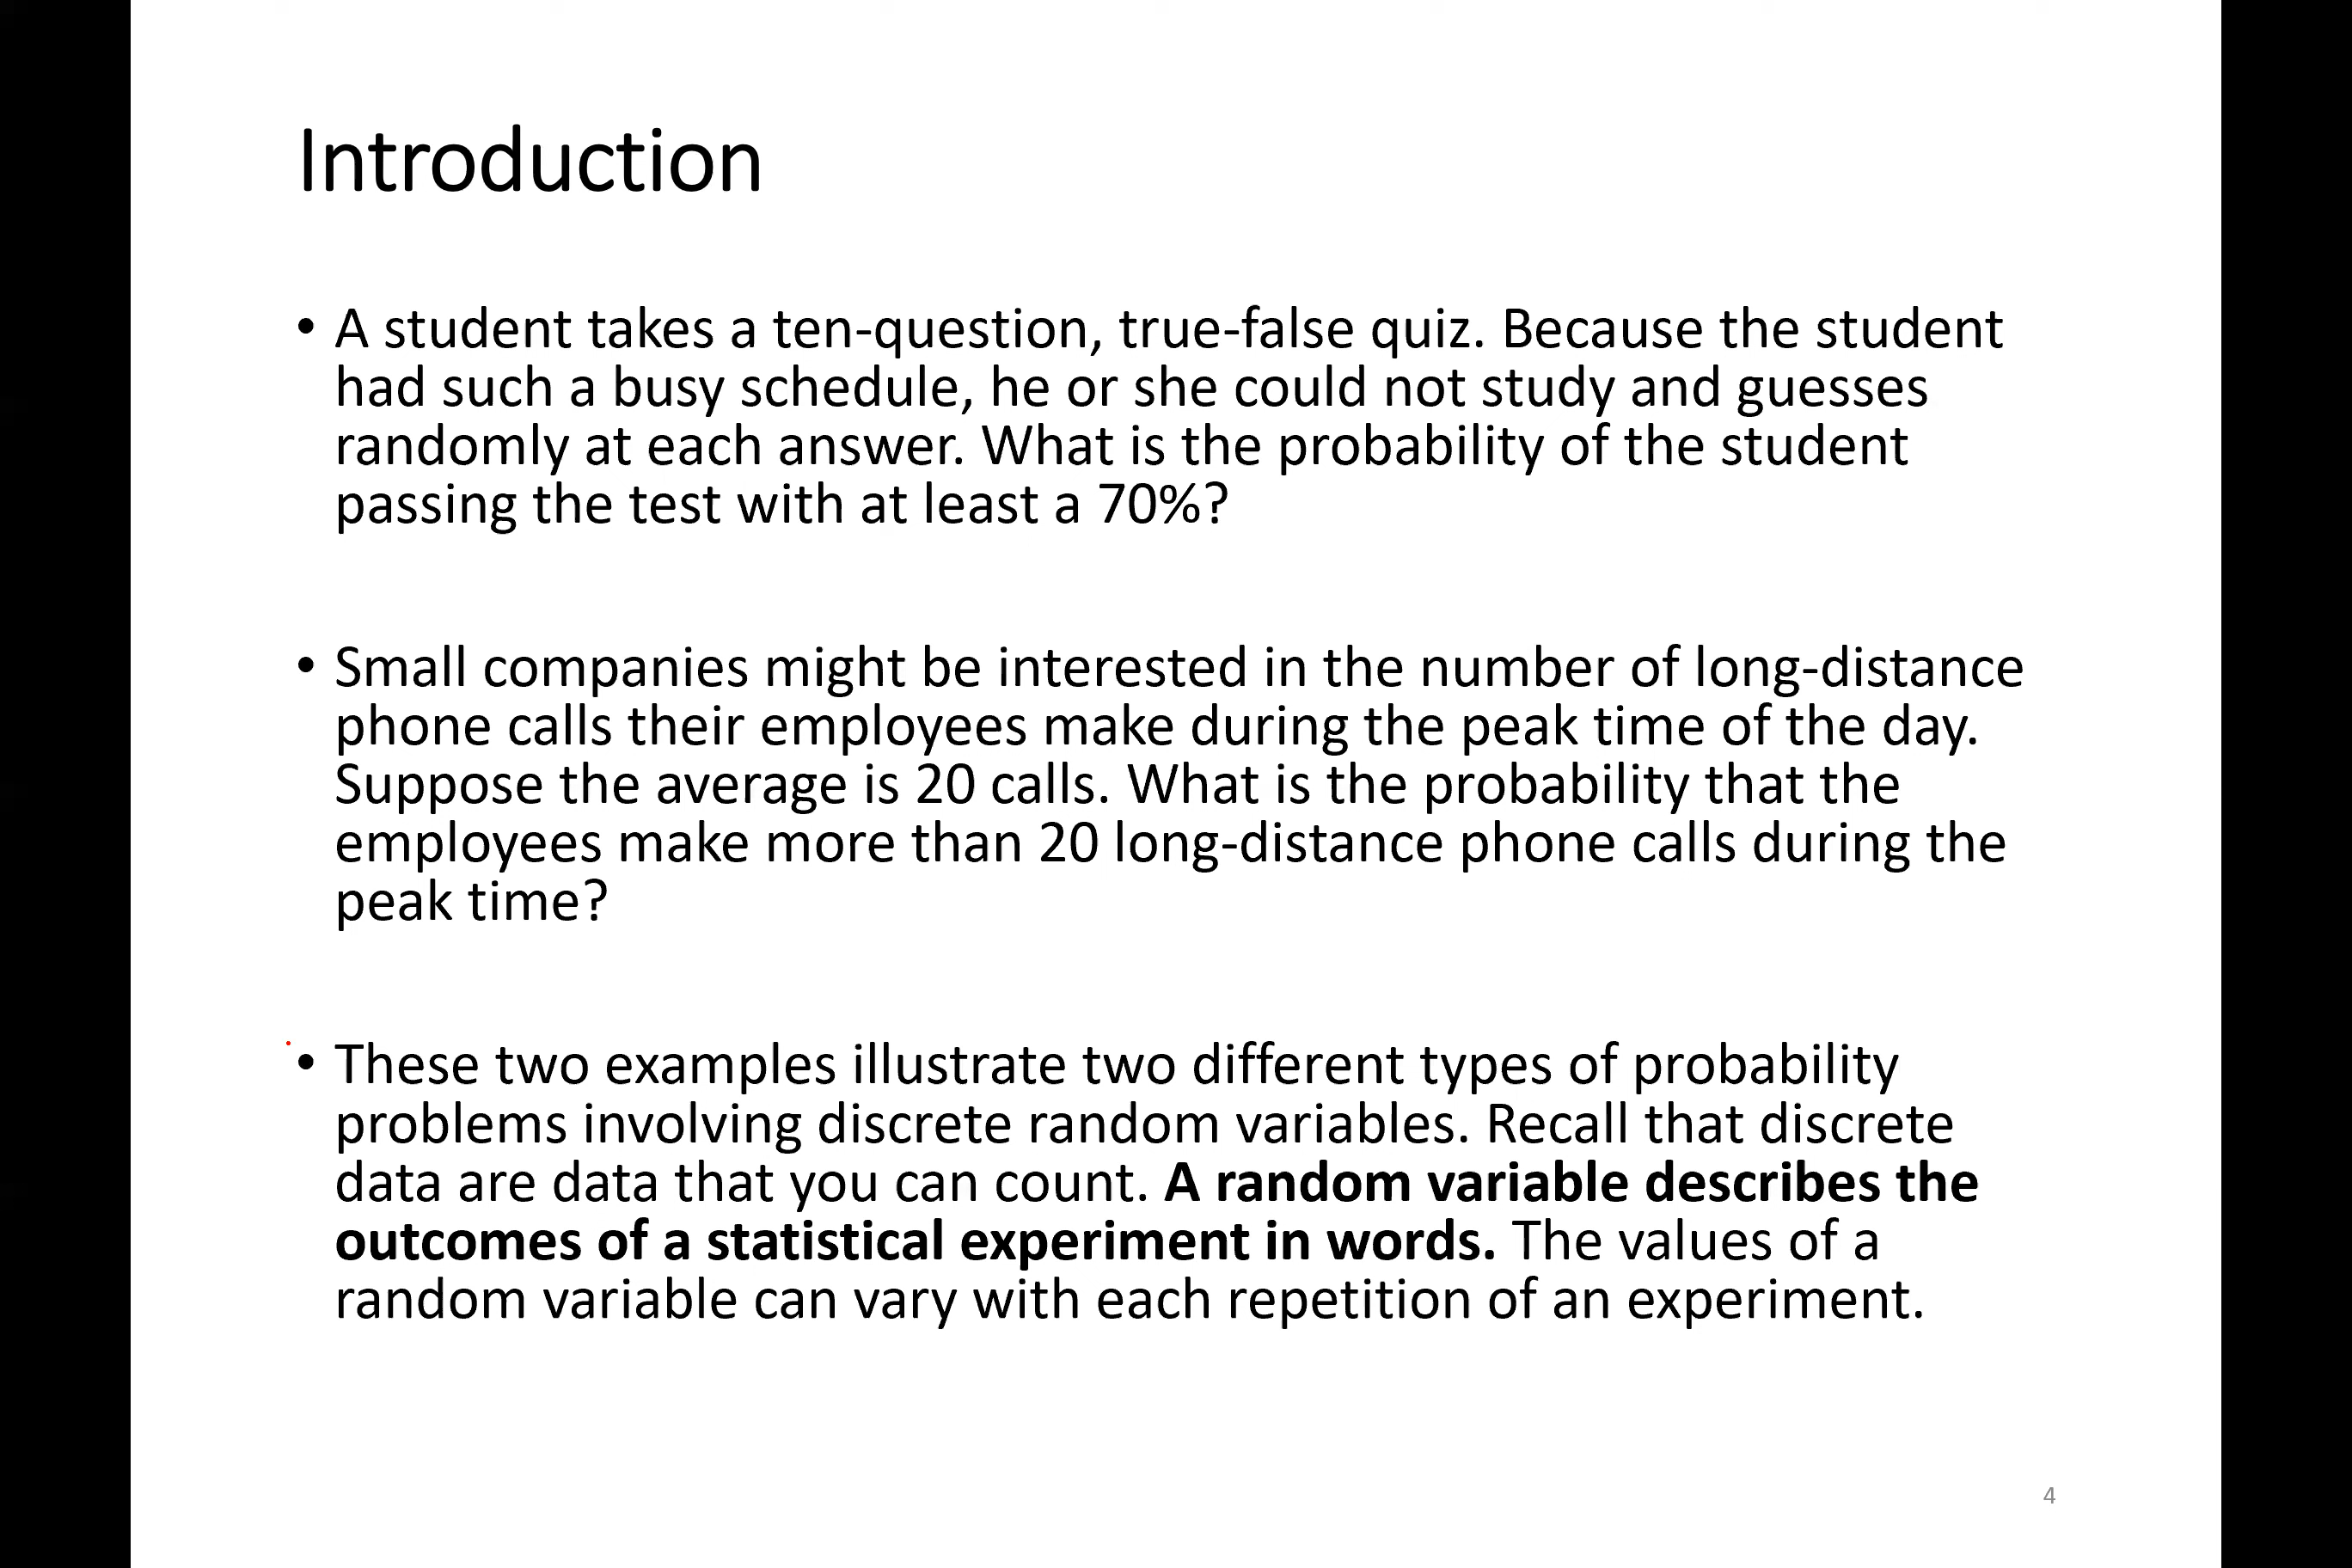 Introduction
• A student takes a ten-question, true-false quiz. Because the student
had such a busy schedule, he or she could not study and guesses
randomly at each answer. What is the probability of the student
passing the test with at least a 70%?
• Small companies might be interested in the number of long-distance
phone calls their employees make during the peak time of the day.
Suppose the average is 20 calls. What is the probability that the
employees make more than 20 long-distance phone calls during the
peak time?
• These two examples illustrate two different types of probability
problems involving discrete random variables. Recall that discrete
data are data that you can count. A random variable describes the
outcomes of a statistical experiment in words. The values of a
random variable can vary with each repetition of an experiment.
4